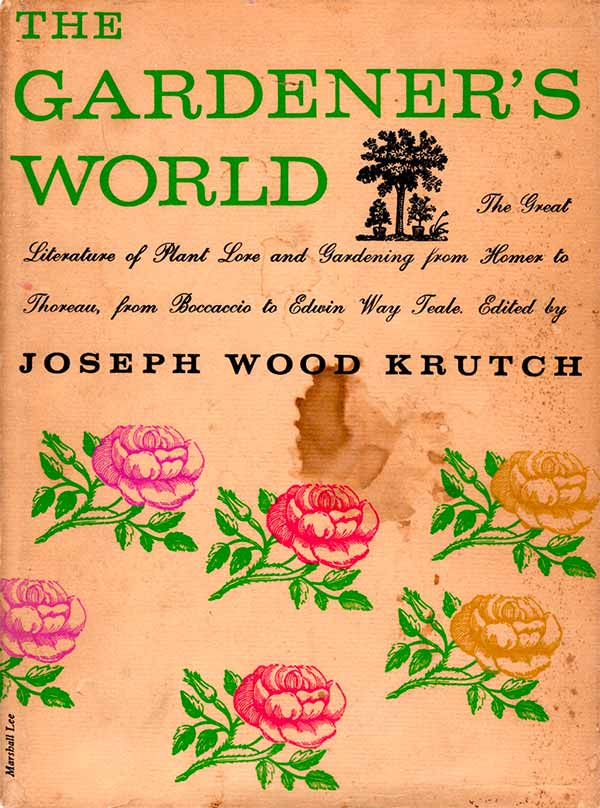 THE
GARDENER'S
WORLD
The Great
Literature of Plant Lore and Gardening from Homer to
Thoreau, from Boccaccio to Edwin Way Teale. Edited by
JOSEPH WOOD KRUTCH
Marshall Lee